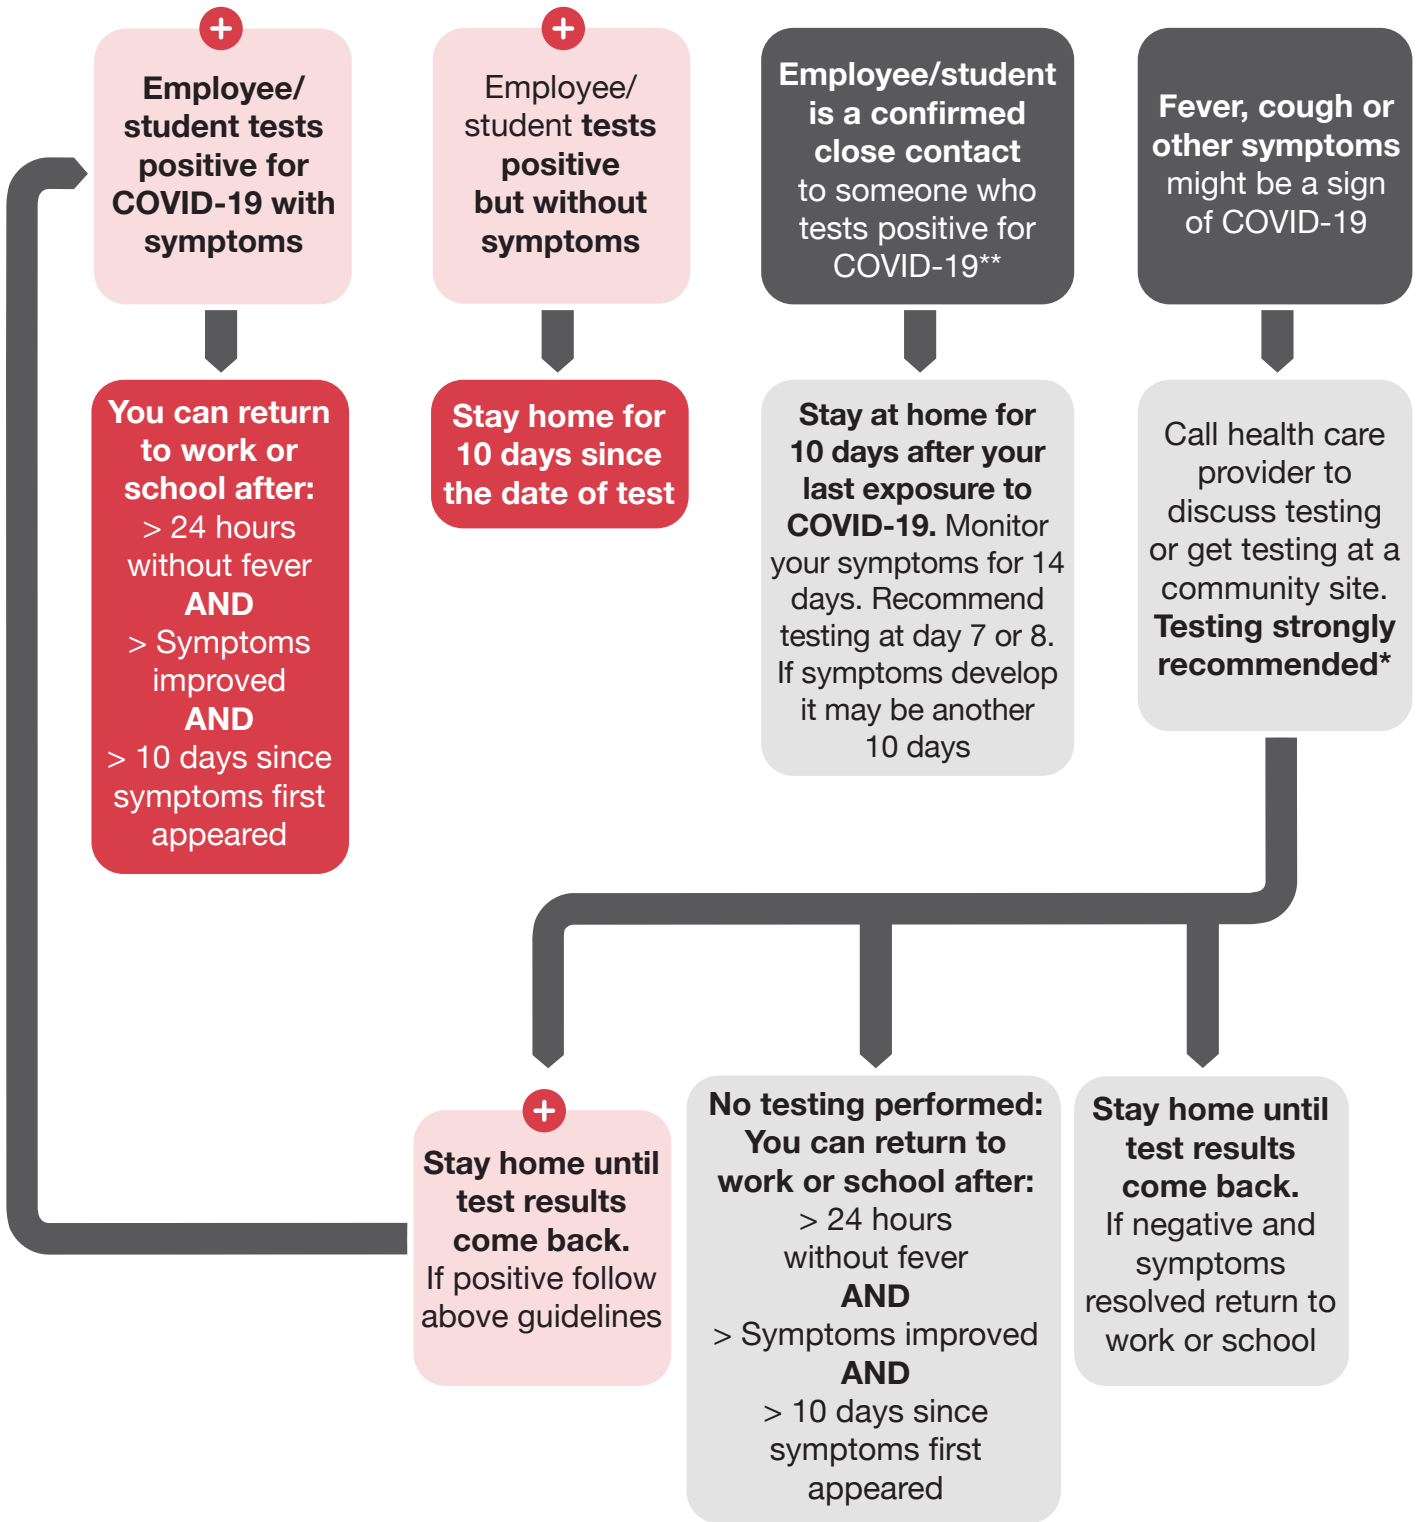 Employee/
student tests
positive for
COVID-19 with
symptoms
Employee/
student tests
positive
but without
symptoms
Employee/student
is a confirmed
close contact
to someone who
tests positive for
COVID-19**
Fever, cough or
other symptoms
might be a sign
of COVID-19
You can return
to work or
school after:
> 24 hours
without fever
AND
> Symptoms
improved
AND
> 10 days since
symptoms first
appeared
Stay home for
10 days since
the date of test
Stay at home for
10 days after your
last exposure to
COVID-19. Monitor
your symptoms for 14
days. Recommend
testing at day 7 or 8.
If symptoms develop
it may be another
10 days
Call health care
provider to
discuss testing
or get testing at a
community site.
Testing strongly
recommended*
Stay home until
test results
come back.
If positive follow
above guidelines
No testing performed:
You can return to
work or school after:
> 24 hours
without fever
AND
> Symptoms improved
AND
> 10 days since
symptoms first
appeared
Stay home until
test results
come back.
If negative and
symptoms
resolved return to
work or school